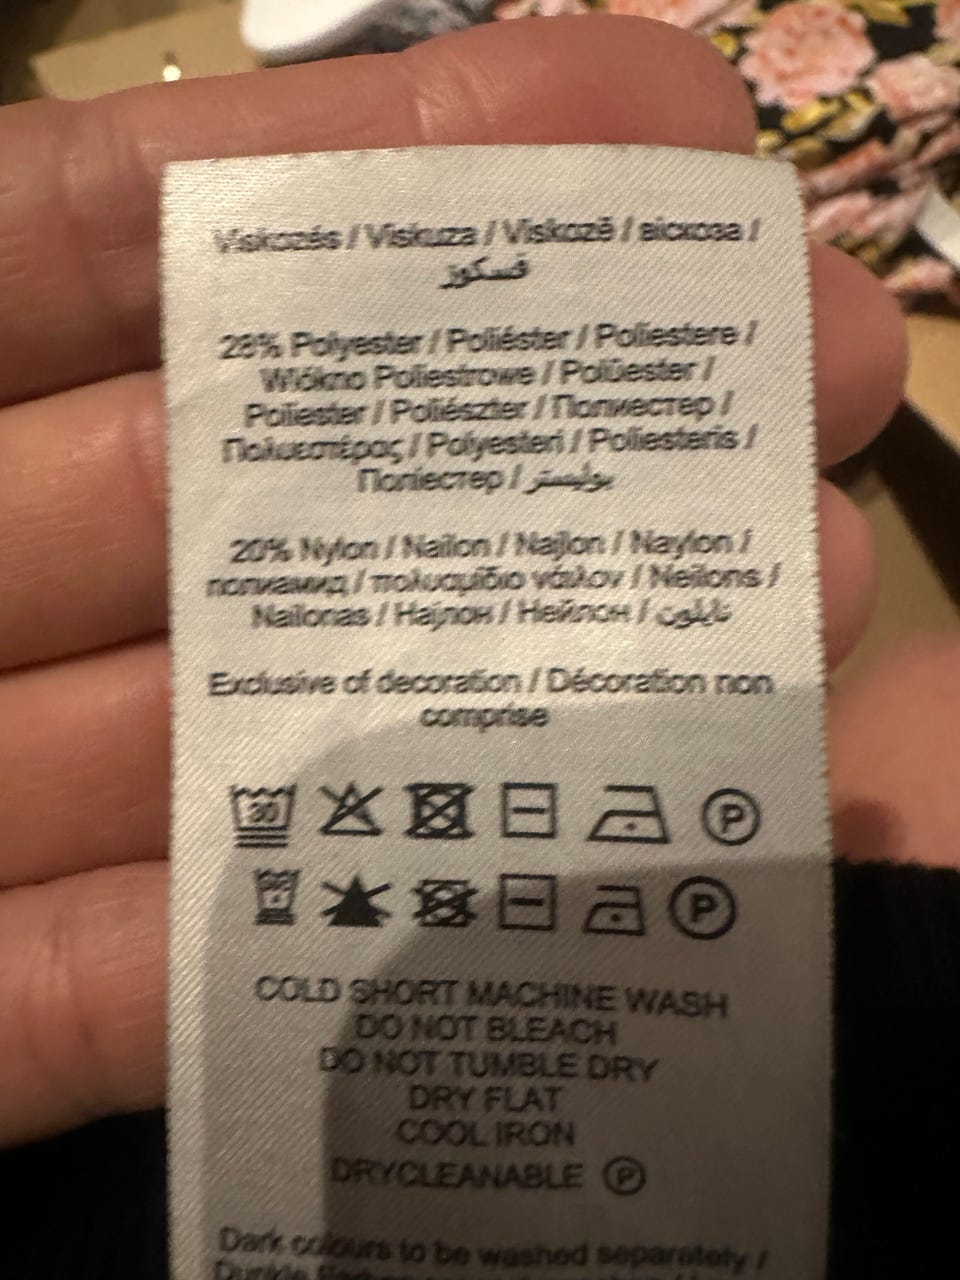 Viskozės / Viskuza / Viskozē / віскоза /
فسكوز
28% Polyester / Poliéster / Poliestere /
Włókno Poliestrowe / Polüester /
Poliester / Poliészter / Полиестер /
Πολυεστέρας / Polyesteri / Poliesteris /
Поліестер / بوليستر
20% Nylon / Nailon / Najlon / Naylon /
полиамид / πολυαμίδιο νάιλον / Neilons /
Nailonas / Најлон / Нейлон / نايلون
Exclusive of decoration / Décoration non
comprise
30 P
P
COLD SHORT MACHINE WASH
DO NOT BLEACH
DO NOT TUMBLE DRY
DRY FLAT
COOL IRON
DRYCLEANABLE P
Dark colours to be washed separately /
Dunkle